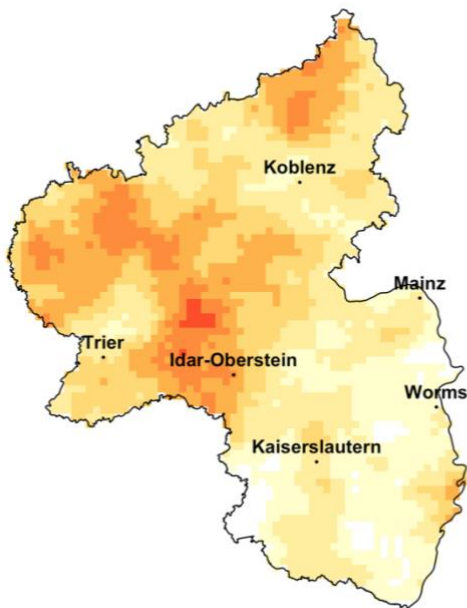 Koblenz
Mainz
Trier
Idar-Oberstein
Worms
Kaiserslautern